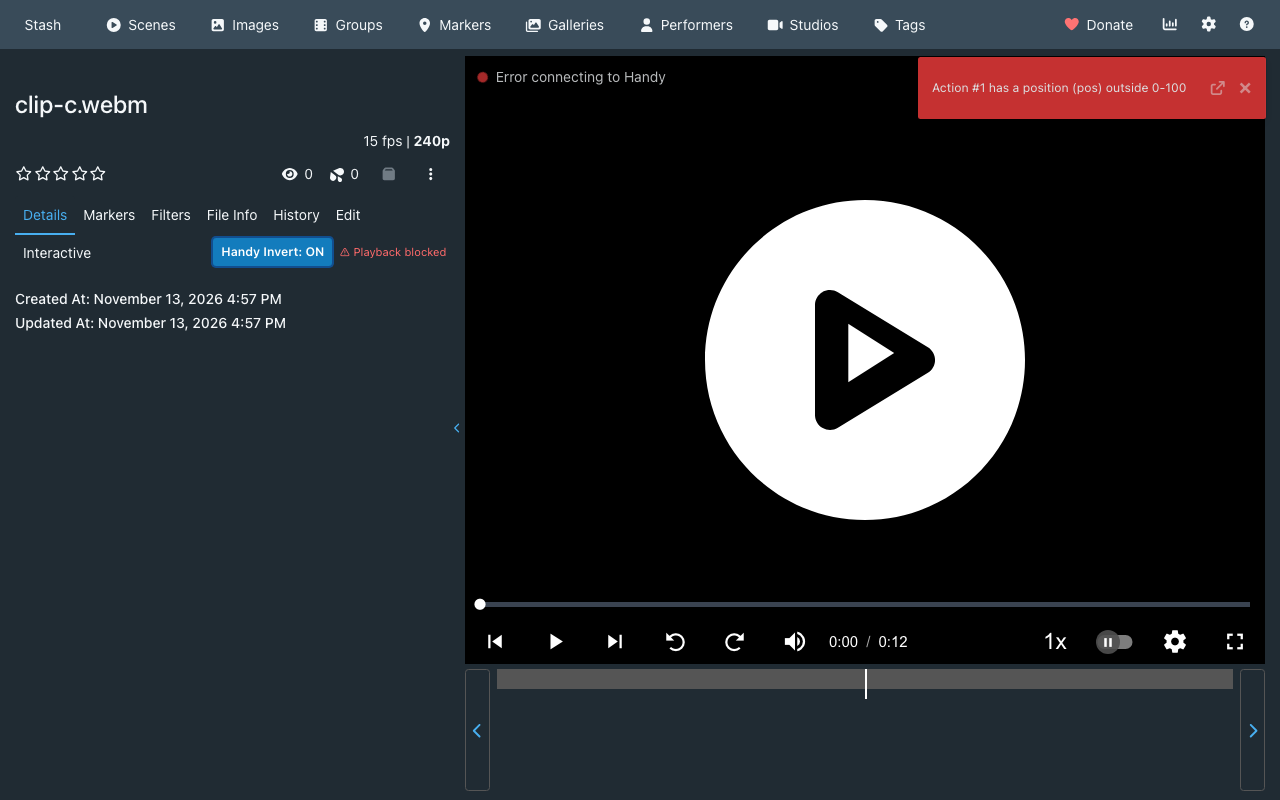 Stash Scenes Images Groups Markers Galleries Performers Studios Tags Donate
Error connecting to Handy
Action #1 has a position (pos) outside 0-100
clip-c.webm
15 fps | 240p
0 0
Details Markers Filters File Info History Edit
Interactive Handy Invert: ON Playback blocked
Created At: November 13, 2026 4:57 PM
Updated At: November 13, 2026 4:57 PM
0:00 / 0:12 1x